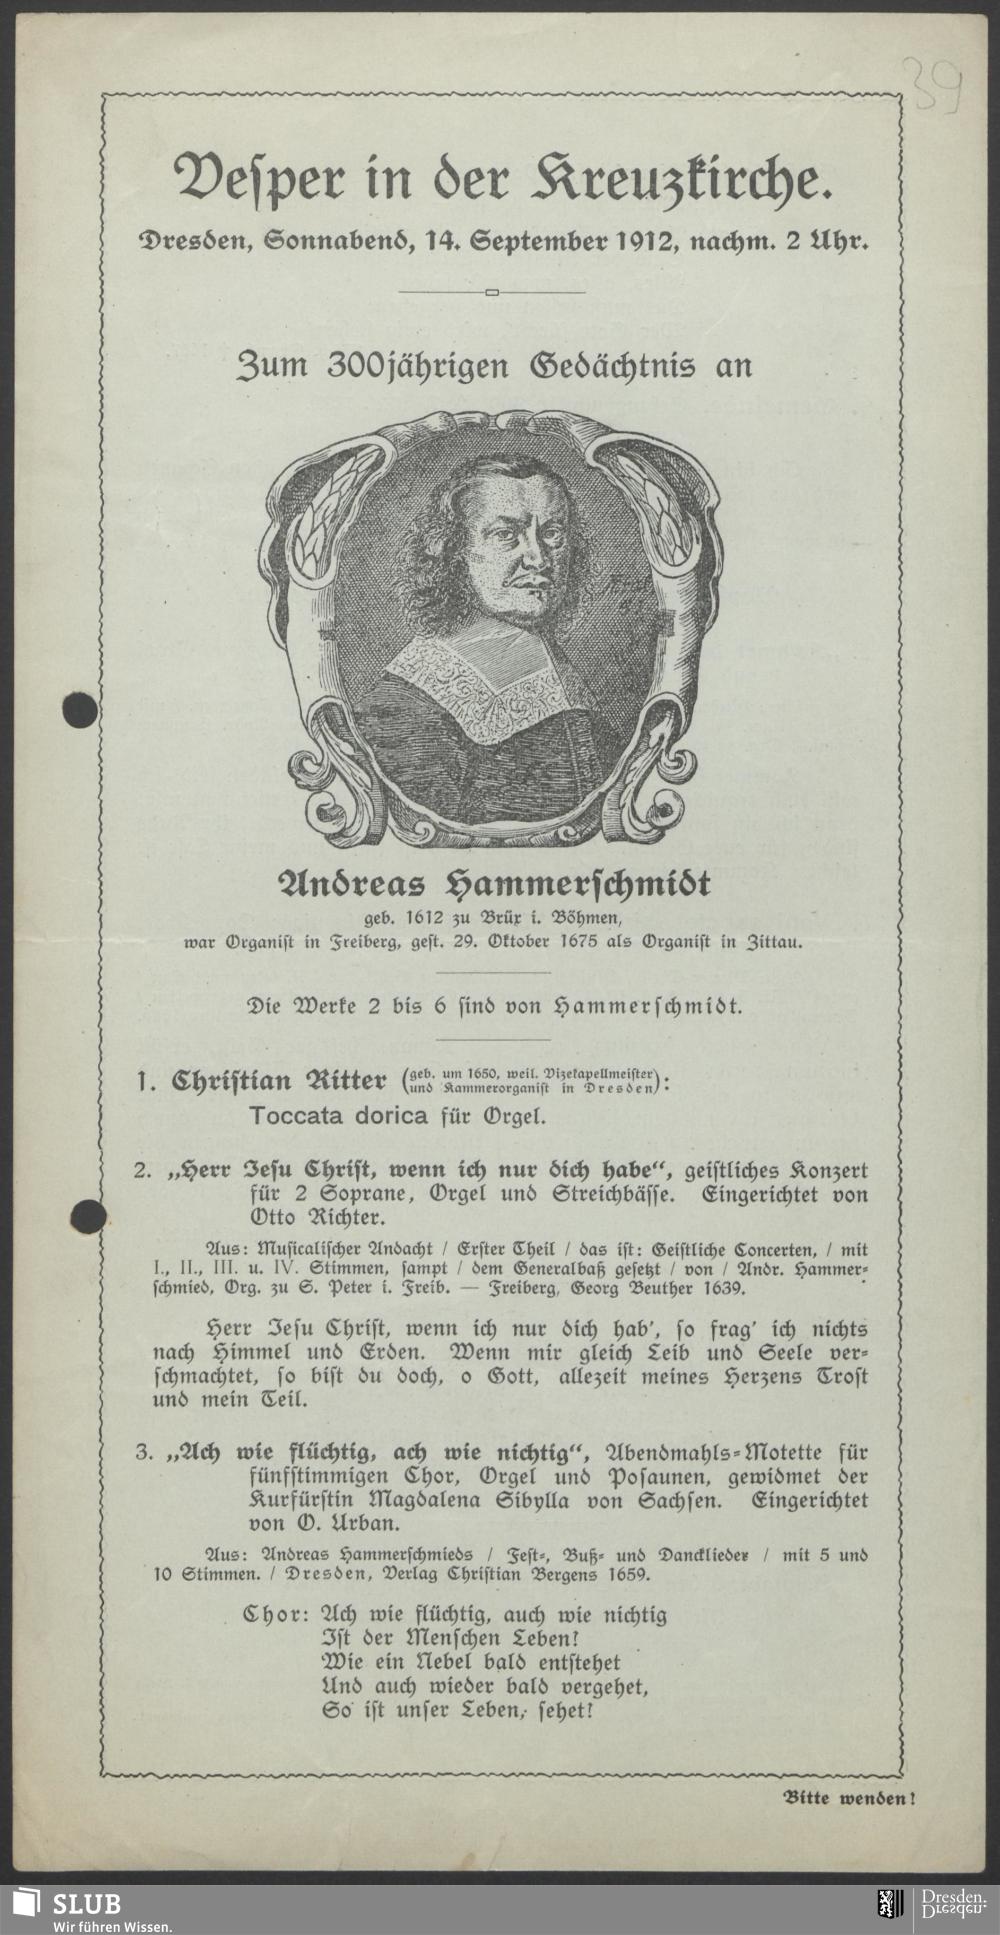 39
Vesper in der Kreuzkirche.
Dresden, Sonnabend, 14. September 1912, nachm. 2 Uhr.
Zum 300jährigen Gedächtnis an
Andreas Hammerschmidt
geb. 1612 zu Brüx i. Böhmen,
war Organist in Freiberg, gest. 29. Oktober 1675 als Organist in Zittau.
Die Werke 2 bis 6 sind von Hammerschmidt.
1. Christian Ritter (geb. um 1650, weil. Vizekapellmeister
und Kammerorganist in Dresden):
Toccata dorica für Orgel.
2. „Herr Jesu Christ, wenn ich nur dich habe“, geistliches Konzert
für 2 Soprane, Orgel und Streichbässe. Eingerichtet von
Otto Richter.
Aus: Musicalischer Andacht / Erster Theil / das ist: Geistliche Concerten, / mit
I., II., III. u. IV. Stimmen, sampt / dem Generalbaß gesetzt / von / Andr. Hammer-
schmied, Org. zu S. Peter i. Freib. — Freiberg, Georg Beuther 1639.
Herr Jesu Christ, wenn ich nur dich hab', so frag' ich nichts
nach Himmel und Erden. Wenn mir gleich Leib und Seele ver-
schmachtet, so bist du doch, o Gott, allezeit meines Herzens Trost
und mein Teil.
3. „Ach wie flüchtig, ach wie nichtig“, Abendmahls-Motette für
fünfstimmigen Chor, Orgel und Posaunen, gewidmet der
Kurfürstin Magdalena Sibylla von Sachsen. Eingerichtet
von O. Urban.
Aus: Andreas Hammerschmieds / Fest-, Buß- und Dancklieder / mit 5 und
10 Stimmen. / Dresden, Verlag Christian Bergens 1659.
Chor: Ach wie flüchtig, auch wie nichtig
Ist der Menschen Leben!
Wie ein Nebel bald entstehet
Und auch wieder bald vergehet,
So ist unser Leben, sehet!
Bitte wenden!
SLUB
Wir führen Wissen.
Dresden.
Dresden.